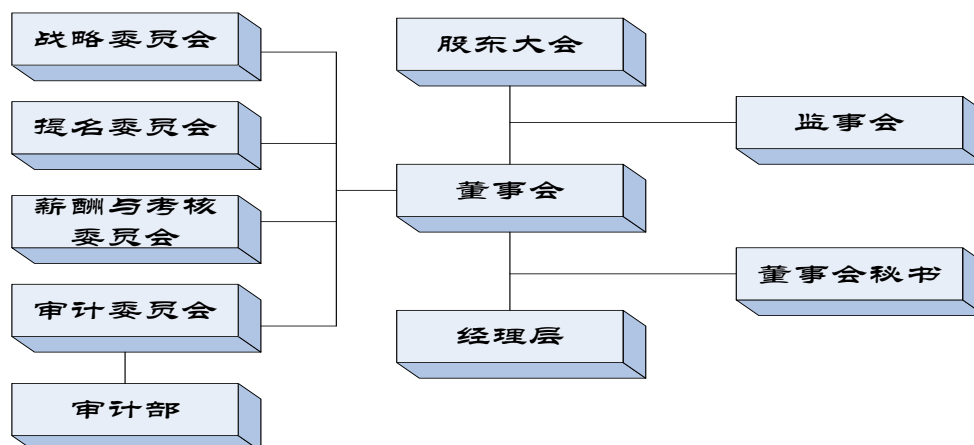 战略委员会
股东大会
提名委员会
监事会
董事会
薪酬与考核
委员会
董事会秘书
审计委员会
经理层
审计部